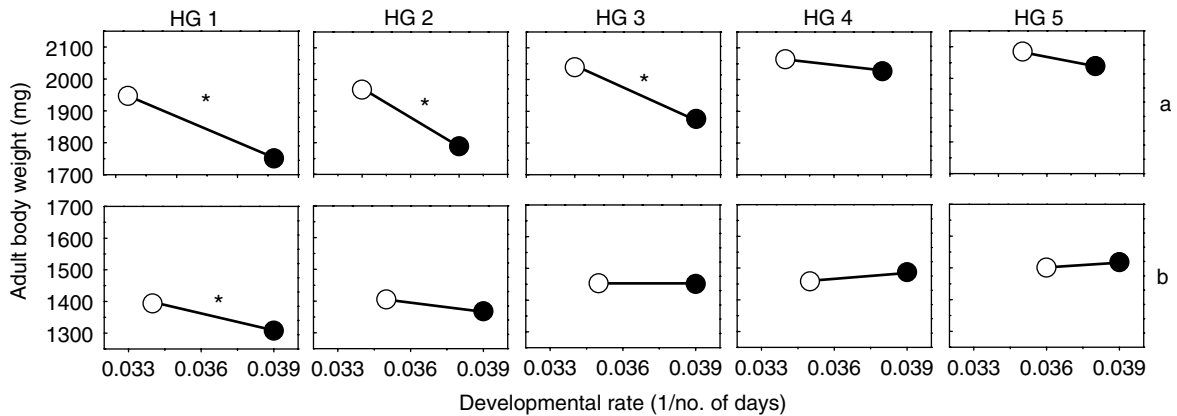 HG 1 HG 2 HG 3 HG 4 HG 5
2100
2000
1900
1800
1700
* * *
a
Adult body weight (mg)
1700
1600
1500
1400
1300
*
b
0.033 0.036 0.039 0.033 0.036 0.039 0.033 0.036 0.039 0.033 0.036 0.039 0.033 0.036 0.039
Developmental rate (1/no. of days)